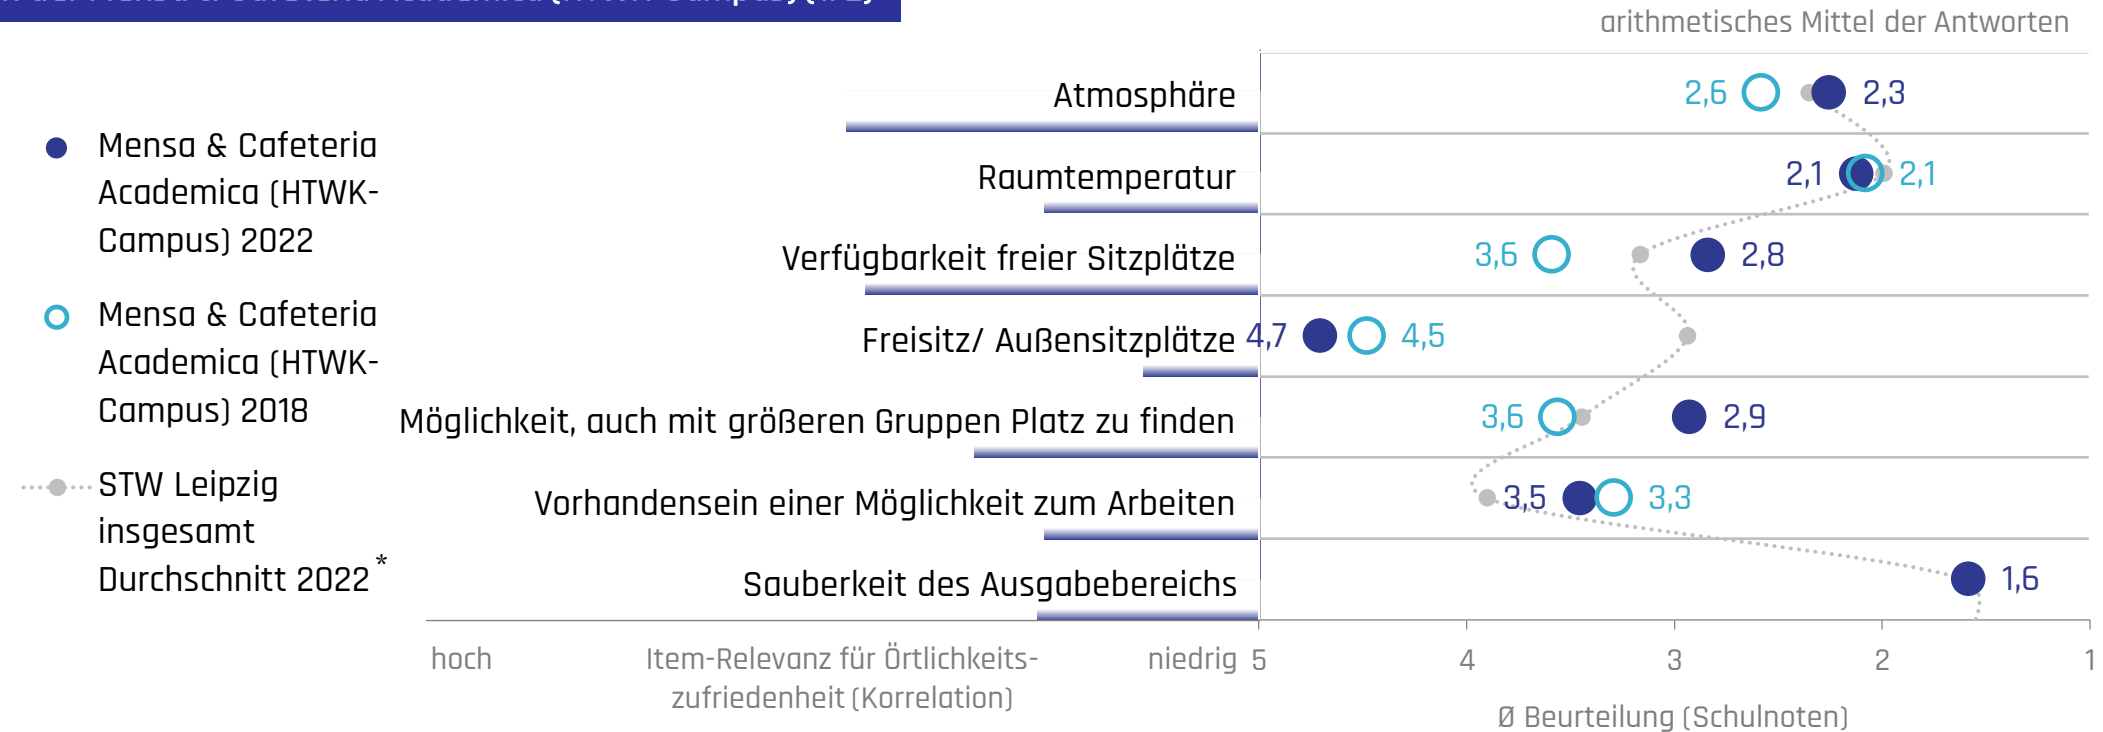 arithmetisches Mittel der Antworten
Mensa & Cafeteria
Academica (HTWK-
Campus) 2022
Mensa & Cafeteria
Academica (HTWK-
Campus) 2018
STW Leipzig
insgesamt
Durchschnitt 2022*
Atmosphäre
2,6 2,3
Raumtemperatur
2,1 2,1
Verfügbarkeit freier Sitzplätze
3,6 2,8
Freisitz/ Außensitzplätze
4,7 4,5
Möglichkeit, auch mit größeren Gruppen Platz zu finden
3,6 2,9
Vorhandensein einer Möglichkeit zum Arbeiten
3,5 3,3
Sauberkeit des Ausgabebereichs
1,6
hoch
Item-Relevanz für Örtlichkeits-
zufriedenheit (Korrelation)
niedrig
5 4 3 2 1
Ø Beurteilung (Schulnoten)